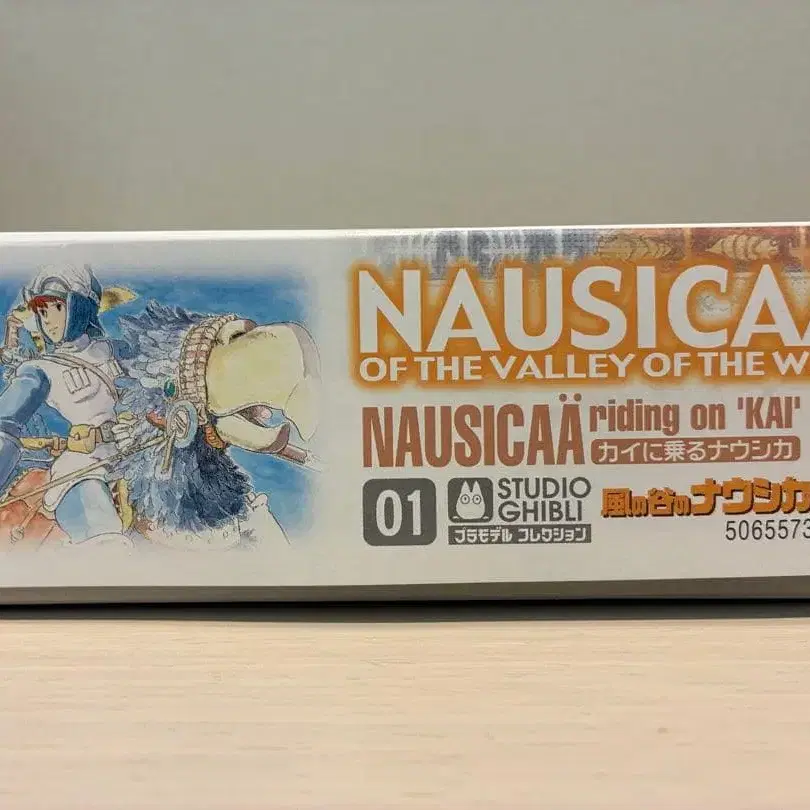 NAUSICAA
OF THE VALLEY OF THE W
NAUSICAÄ riding on 'KAI'
カイに乗るナウシカ
01 STUDIO GHIBLI 風の谷のナウシカ
プラモデル コレクション 5065573